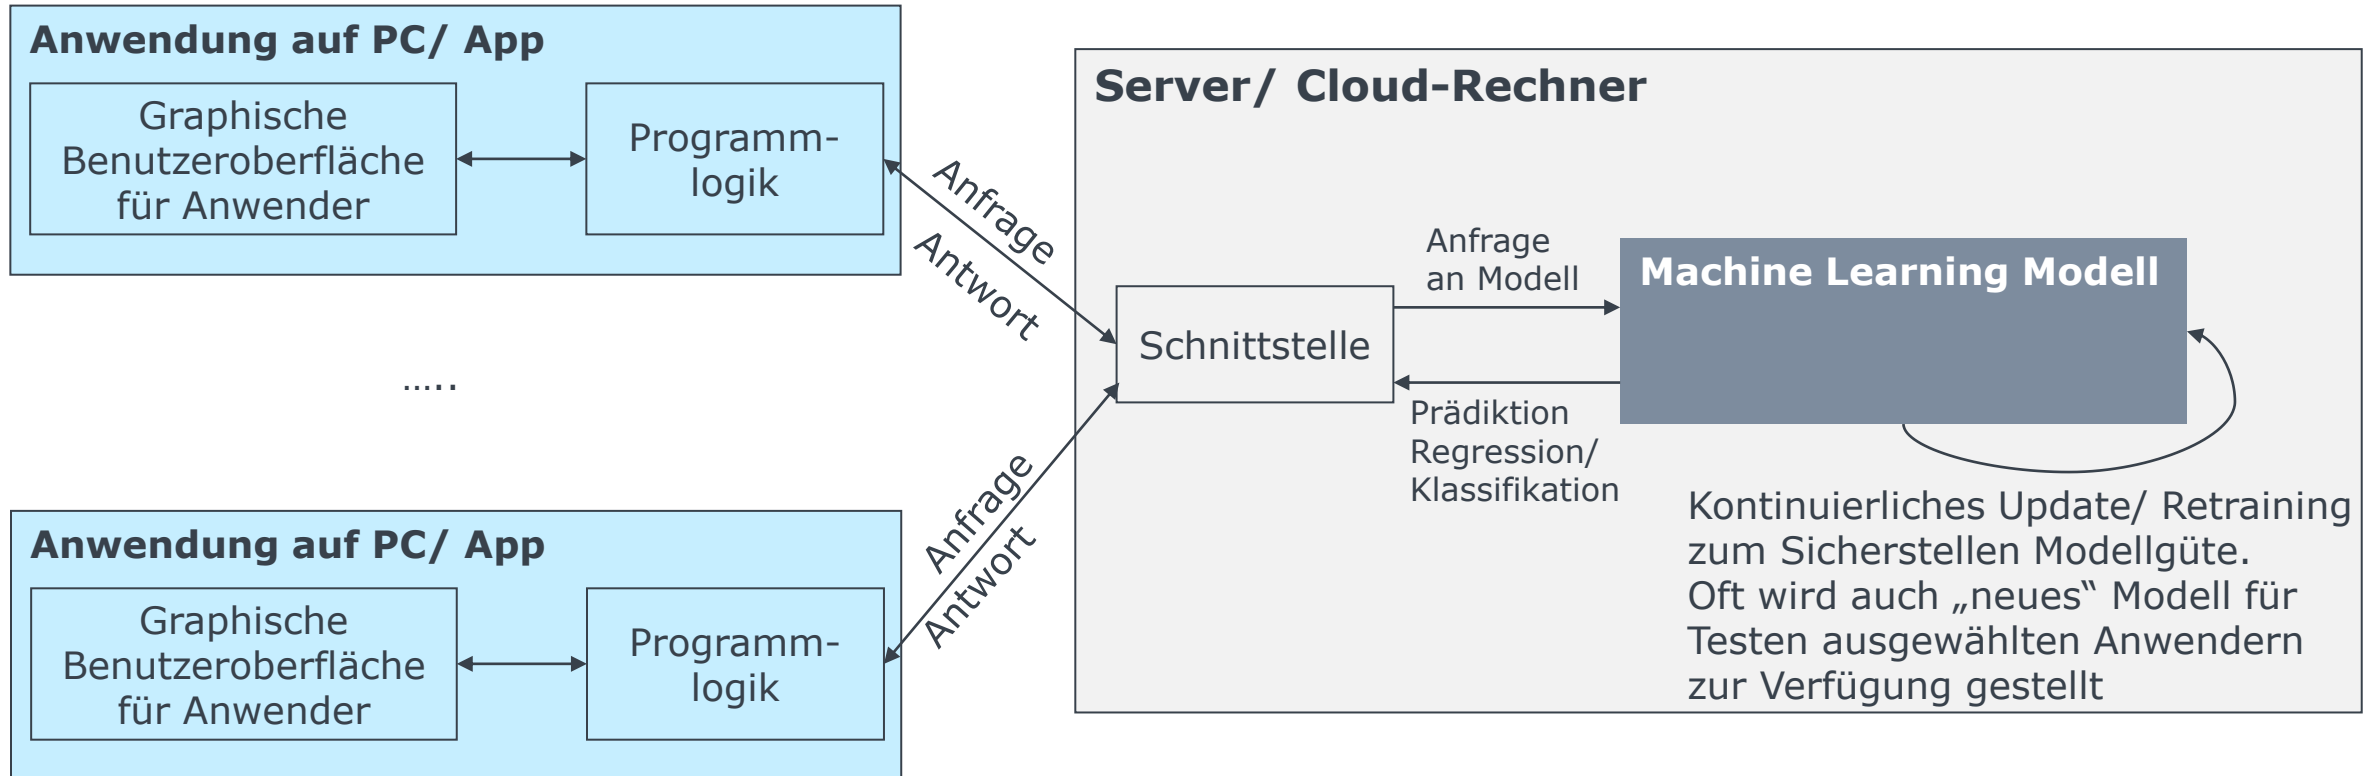 Anwendung auf PC/ App
Graphische
Benutzeroberfläche
für Anwender
Programm-
logik
Anfrage
Antwort
…..
Anwendung auf PC/ App
Graphische
Benutzeroberfläche
für Anwender
Programm-
logik
Anfrage
Antwort
Server/ Cloud-Rechner
Schnittstelle
Anfrage
an Modell
Machine Learning Modell
Prädiktion
Regression/
Klassifikation
Kontinuierliches Update/ Retraining
zum Sicherstellen Modellgüte.
Oft wird auch „neues“ Modell für
Testen ausgewählten Anwendern
zur Verfügung gestellt